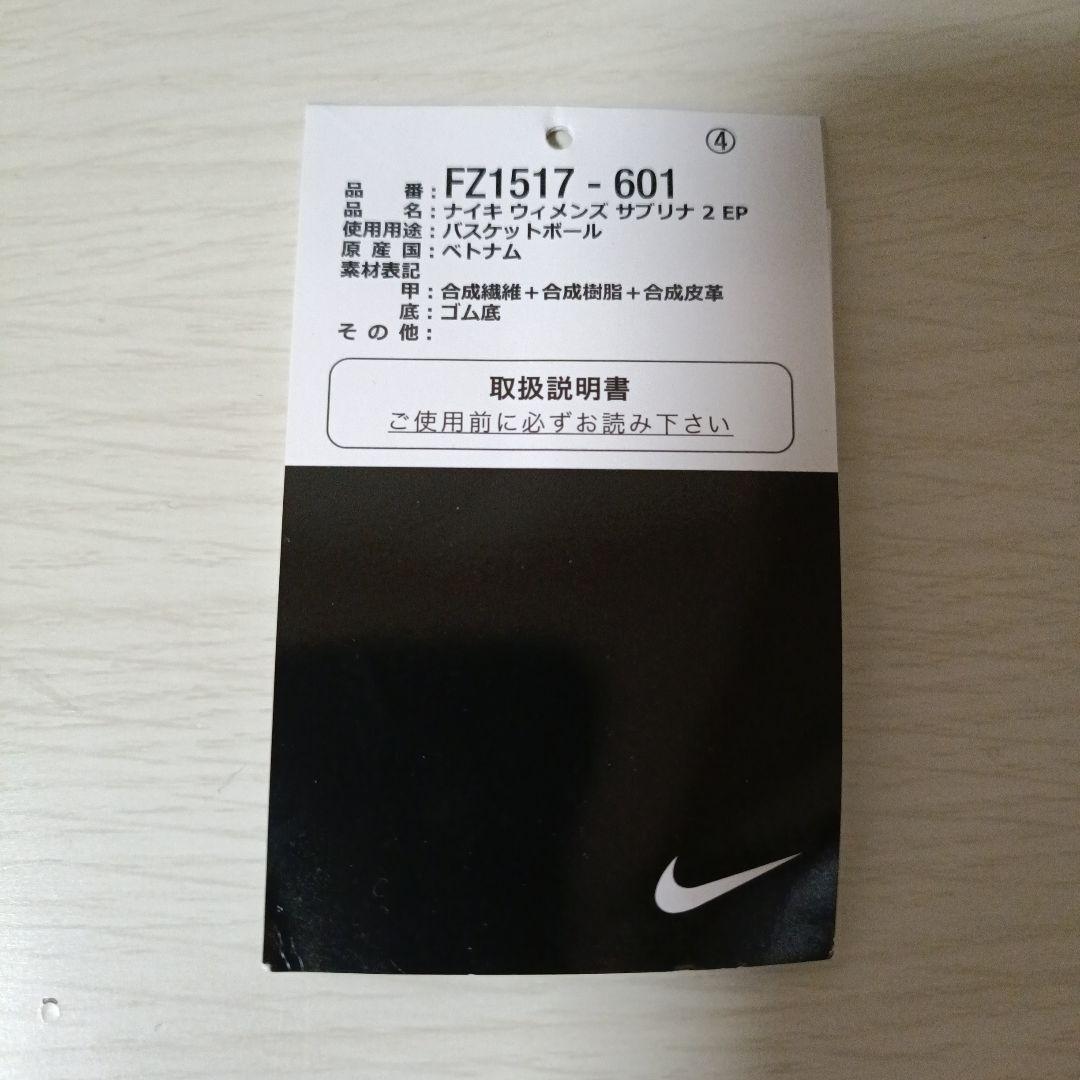 ④
品 番：FZ1517 - 601
品 名：ナイキ ウィメンズ サブリナ 2 EP
使用用途：バスケットボール
原 産 国：ベトナム
素材表記
甲：合成繊維＋合成樹脂＋合成皮革
底：ゴム底
そ の 他：
取扱説明書
ご使用前に必ずお読み下さい